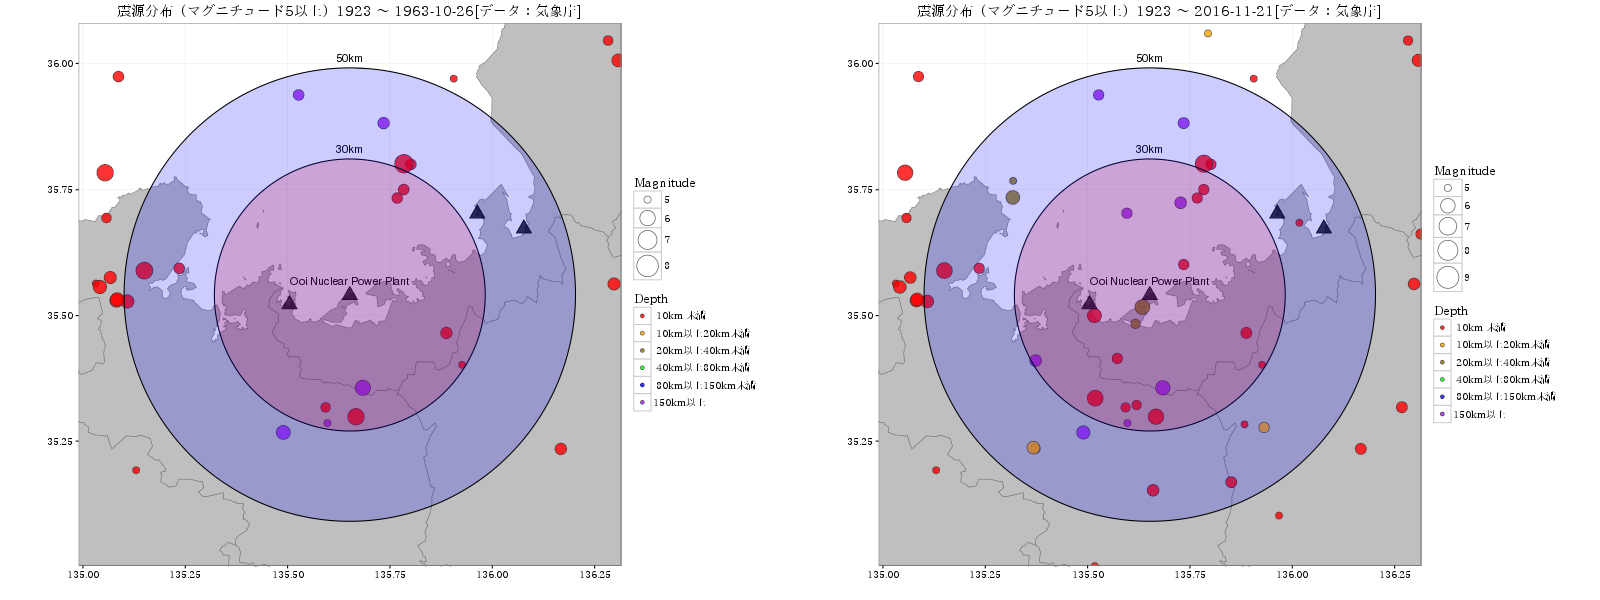 震源分布（マグニチュード5以上）1923 ～ 1963-10-26[データ：気象庁]
50km
30km
Ooi Nuclear Power Plant
36.00
35.75
35.50
35.25
135.00
135.25
135.50
135.75
136.00
136.25
Magnitude
5
6
7
8
Depth
10km 未満
10km以上20km未満
20km以上40km未満
40km以上80km未満
80km以上150km未満
150km以上
震源分布（マグニチュード5以上）1923 ～ 2016-11-21[データ：気象庁]
50km
30km
Ooi Nuclear Power Plant
36.00
35.75
35.50
35.25
135.00
135.25
135.50
135.75
136.00
136.25
Magnitude
5
6
7
8
9
Depth
10km 未満
10km以上20km未満
20km以上40km未満
40km以上80km未満
80km以上150km未満
150km以上